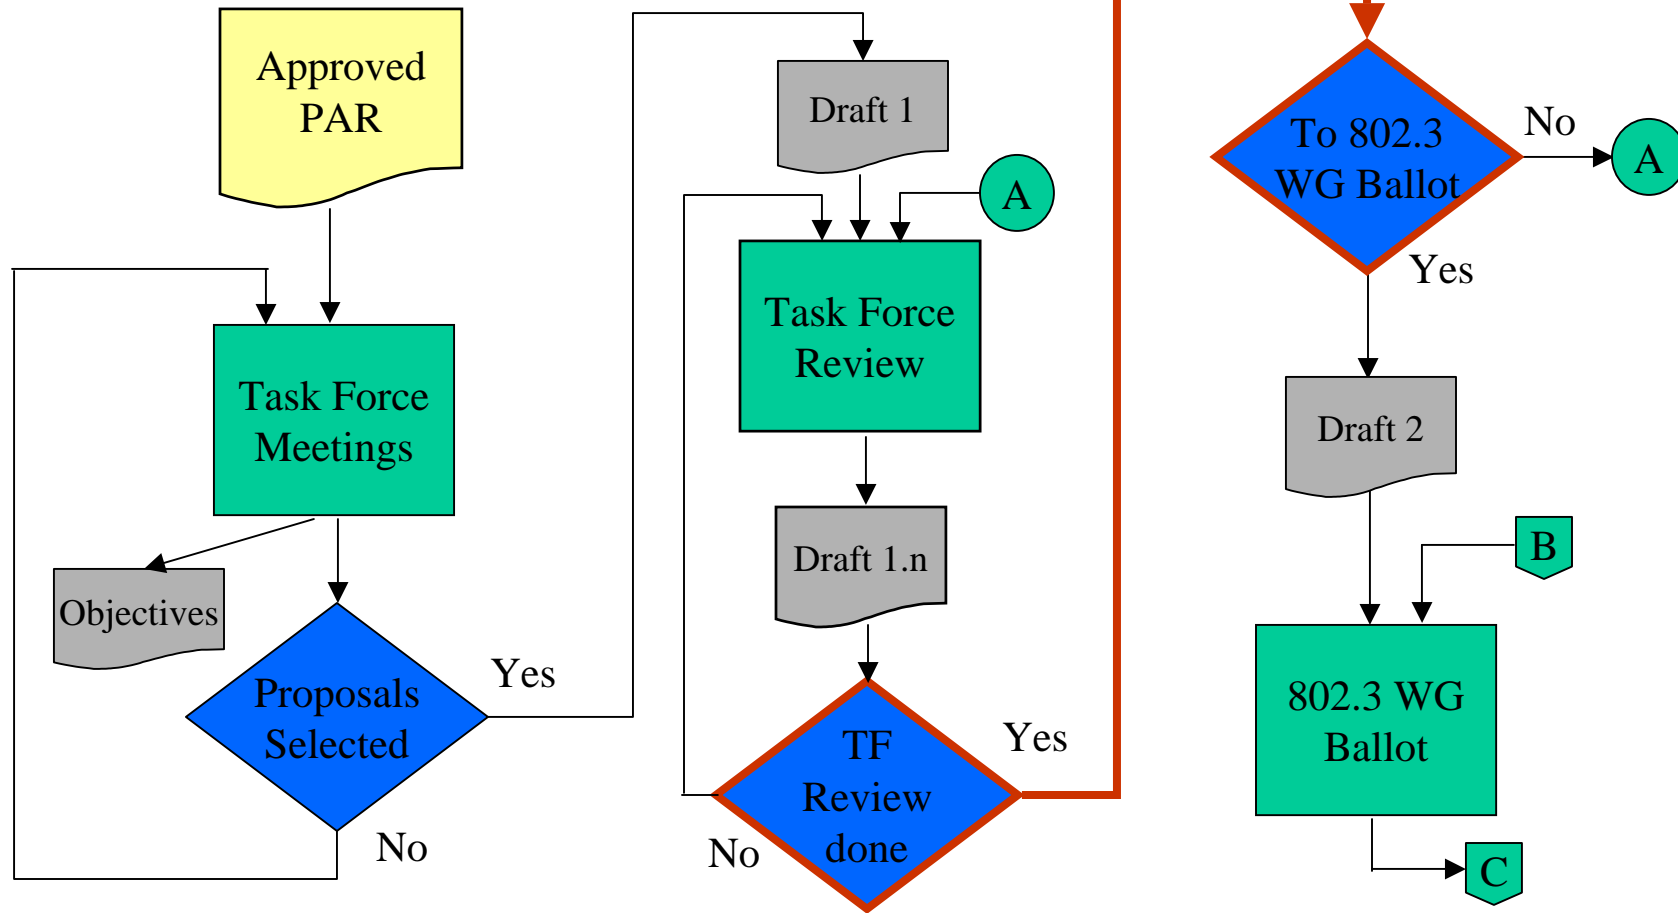 Approved
PAR
Task Force
Meetings
Objectives
Proposals
Selected
Yes
No
Draft 1
A
Task Force
Review
Draft 1.n
TF
Review
done
Yes
No
To 802.3
WG Ballot
No
A
Yes
Draft 2
B
802.3 WG
Ballot
C